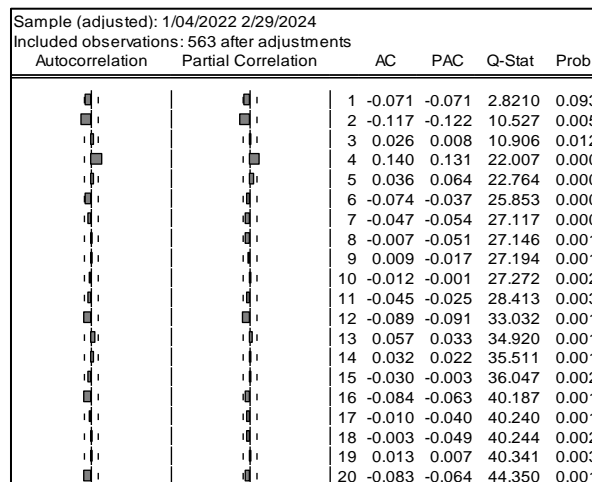 Sample (adjusted): 1/04/2022 2/29/2024
Included observations: 563 after adjustments
Autocorrelation Partial Correlation AC PAC Q-Stat Prob
1 -0.071 -0.071 2.8210 0.093
2 -0.117 -0.122 10.527 0.005
3 0.026 0.008 10.906 0.012
4 0.140 0.131 22.007 0.000
5 0.036 0.064 22.764 0.000
6 -0.074 -0.037 25.853 0.000
7 -0.047 -0.054 27.117 0.000
8 -0.007 -0.051 27.146 0.001
9 0.009 -0.017 27.194 0.001
10 -0.012 -0.001 27.272 0.002
11 -0.045 -0.025 28.413 0.003
12 -0.089 -0.091 33.032 0.001
13 0.057 0.033 34.920 0.001
14 0.032 0.022 35.511 0.001
15 -0.030 -0.003 36.047 0.002
16 -0.084 -0.063 40.187 0.001
17 -0.010 -0.040 40.240 0.001
18 -0.003 -0.049 40.244 0.002
19 0.013 0.007 40.341 0.003
20 -0.083 -0.064 44.350 0.001